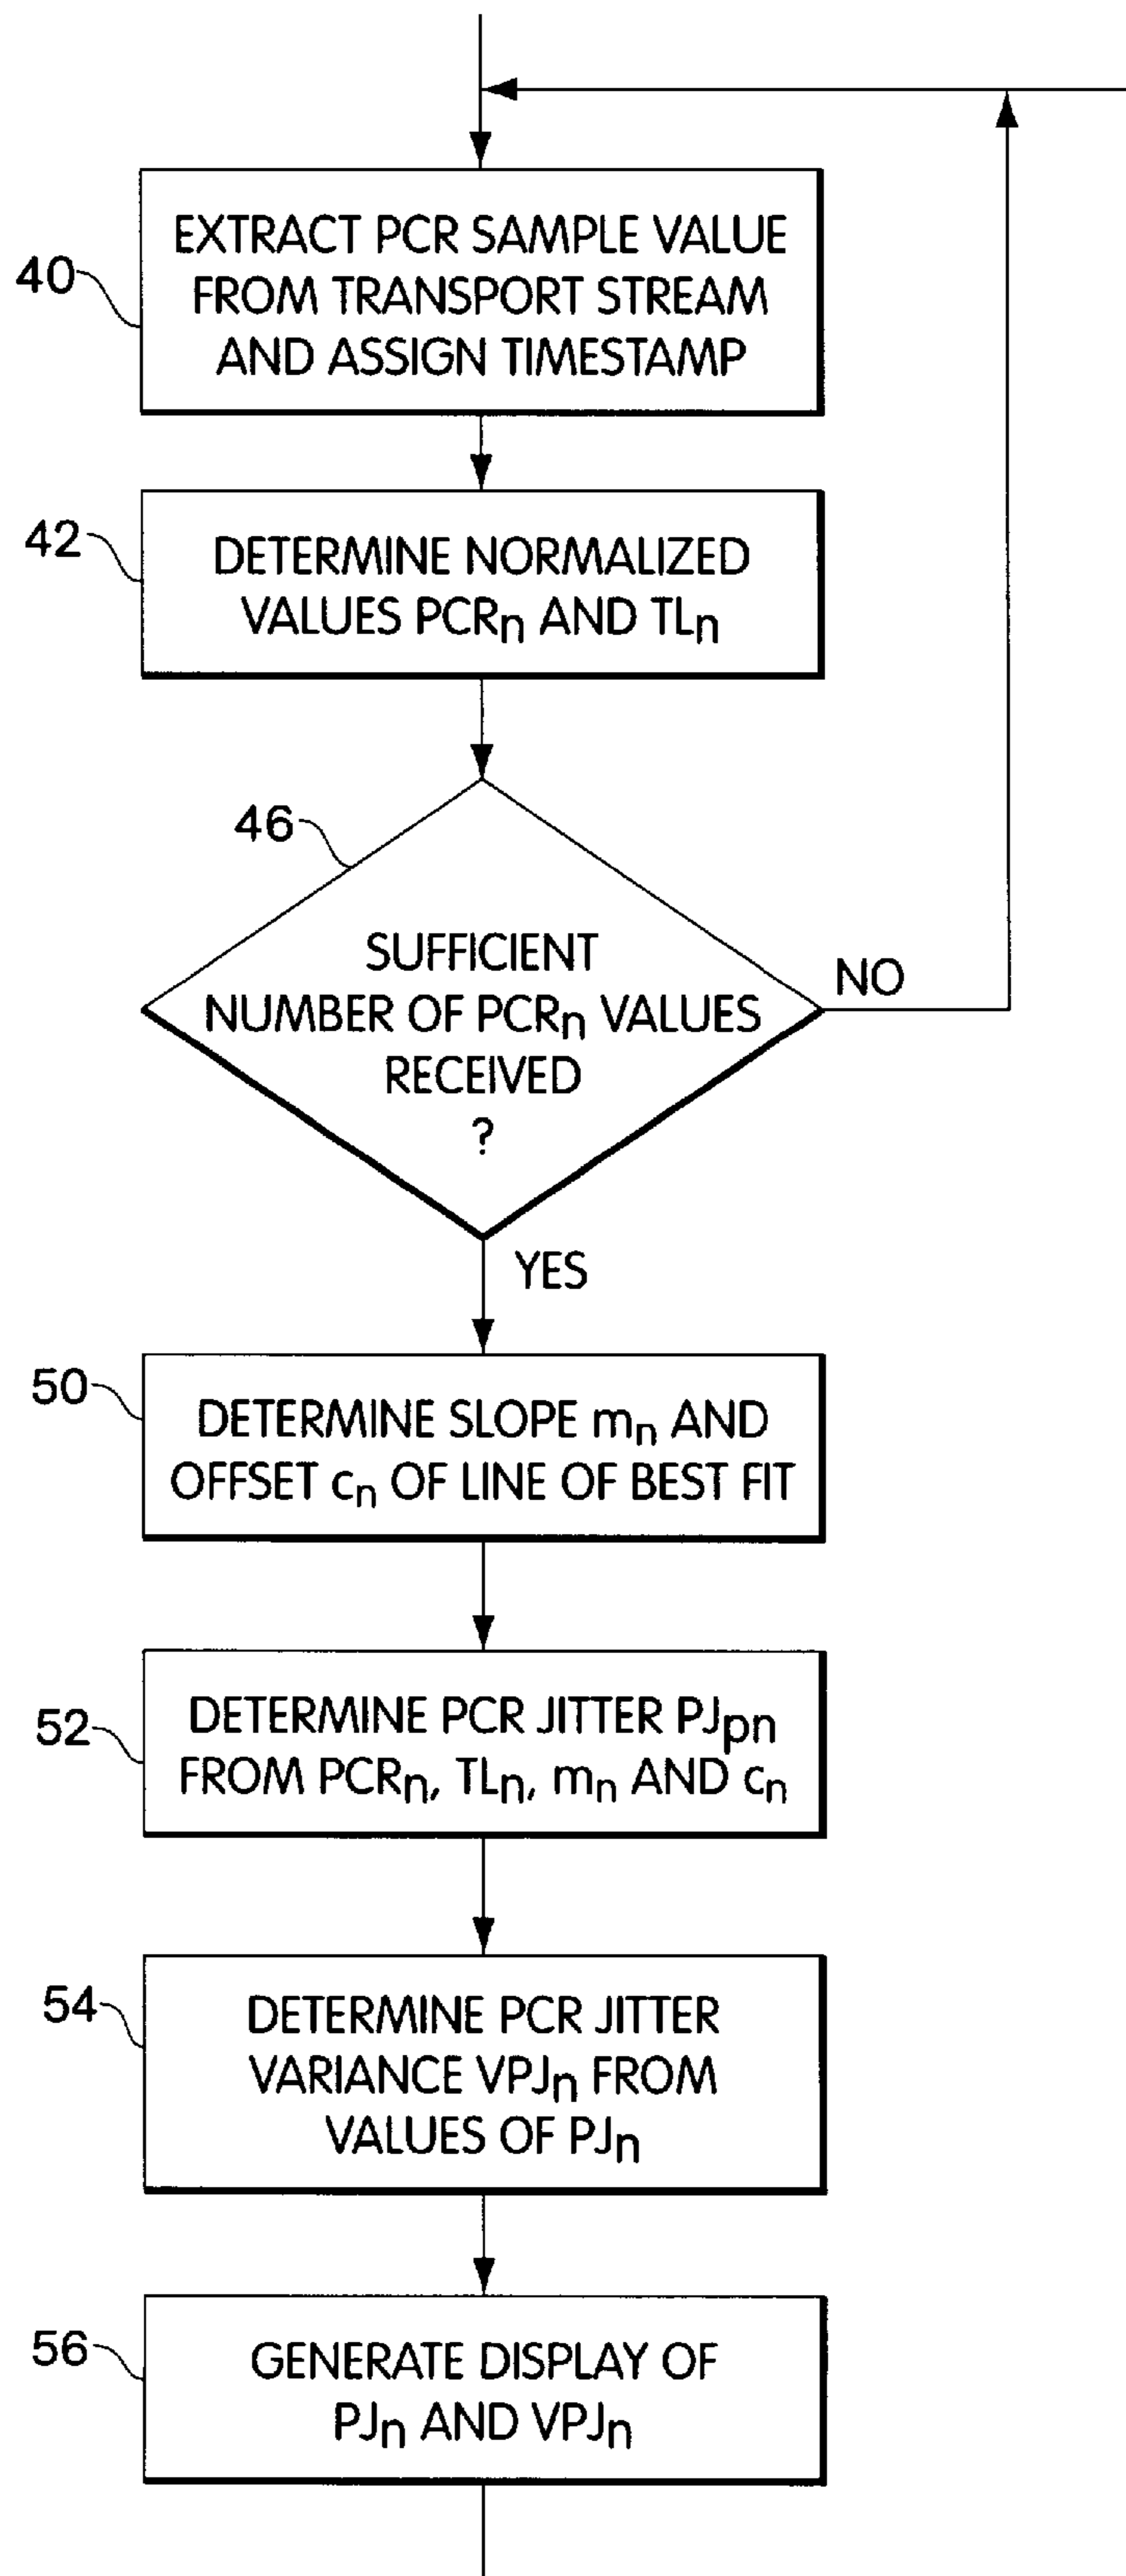 40
EXTRACT PCR SAMPLE VALUE
FROM TRANSPORT STREAM
AND ASSIGN TIMESTAMP
42
DETERMINE NORMALIZED
VALUES PCRn AND TLn
46
SUFFICIENT
NUMBER OF PCRn VALUES
RECEIVED
?
NO
YES
50
DETERMINE SLOPE mn AND
OFFSET cn OF LINE OF BEST FIT
52
DETERMINE PCR JITTER PJpn
FROM PCRn, TLn, mn AND cn
54
DETERMINE PCR JITTER
VARIANCE VPJn FROM
VALUES OF PJn
56
GENERATE DISPLAY OF
PJn AND VPJn